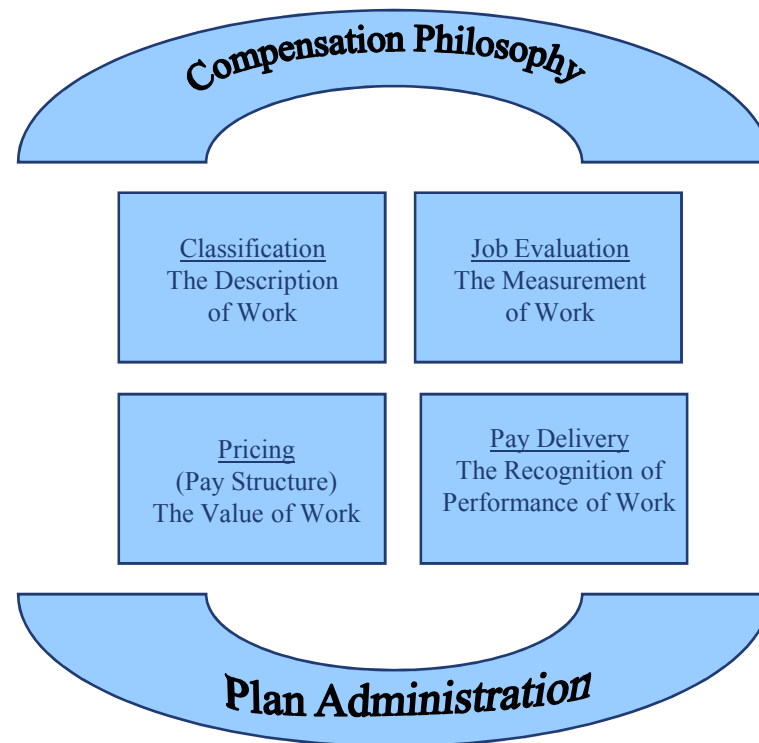 Compensation Philosophy
Classification
The Description
of Work
Job Evaluation
The Measurement
of Work
Pricing
(Pay Structure)
The Value of Work
Pay Delivery
The Recognition of
Performance of Work
Plan Administration